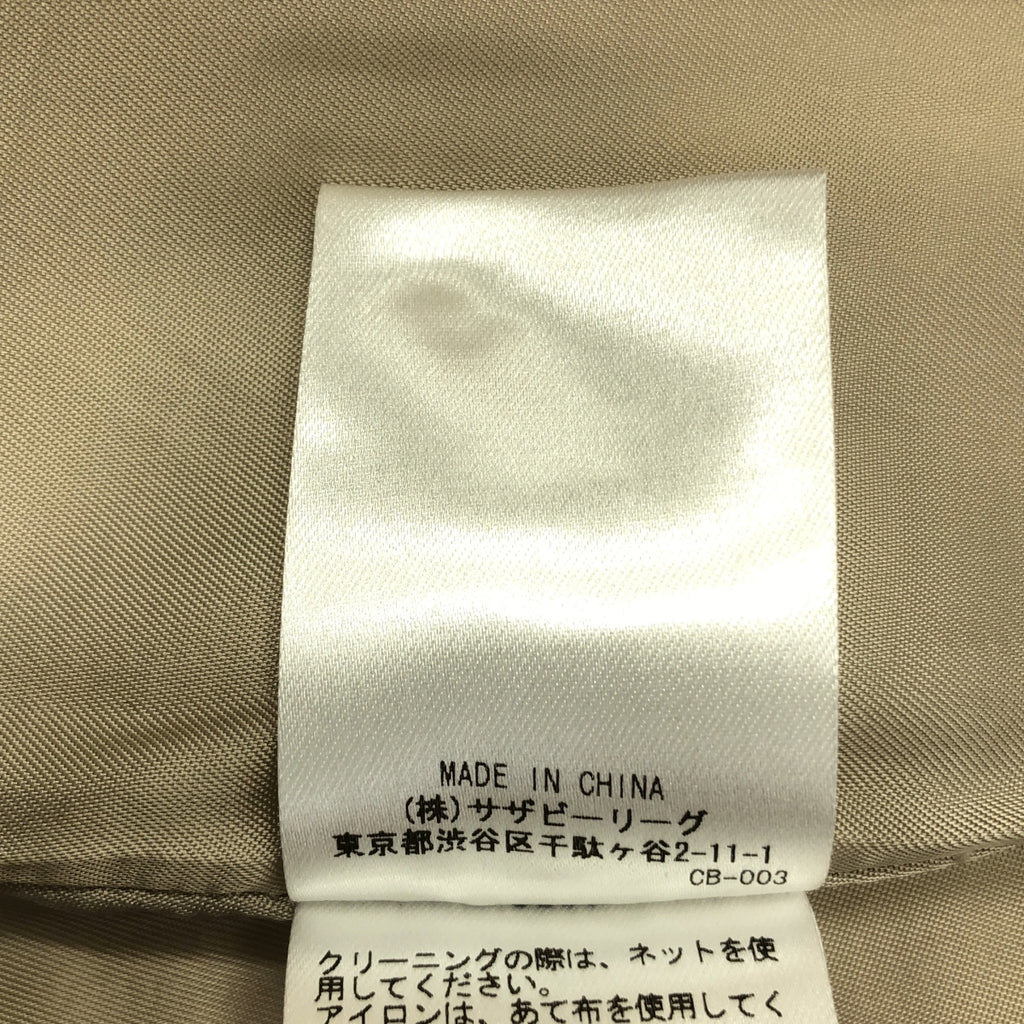 MADE IN CHINA
(株)サザビーリーグ
東京都渋谷区千駄ヶ谷2-11-1
CB-003
クリーニングの際は、ネットを使
用してください。
アイロンは、あて布を使用してく